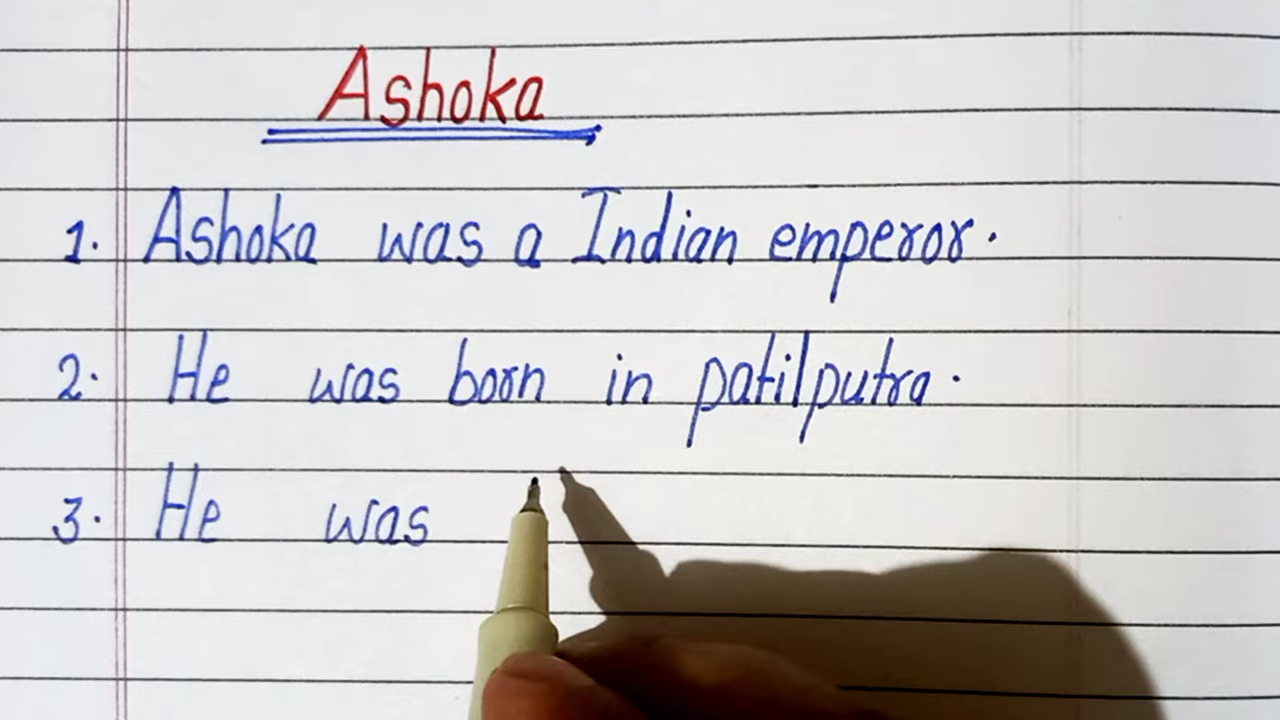 Ashoka
1. Ashoka was a Indian emperor.
2. He was born in patilputra.
3. He was